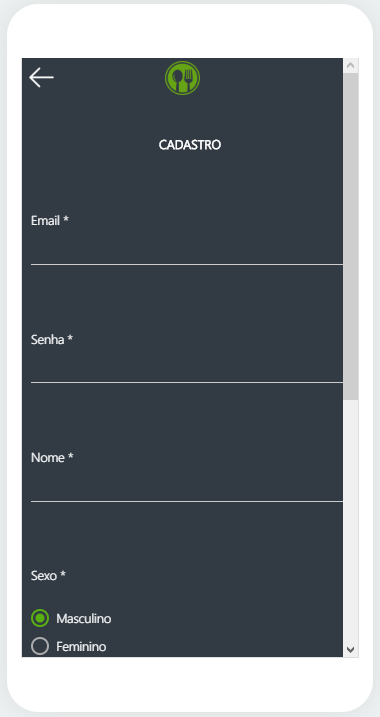 CADASTRO
Email *
Senha *
Nome *
Sexo *
Masculino
Feminino